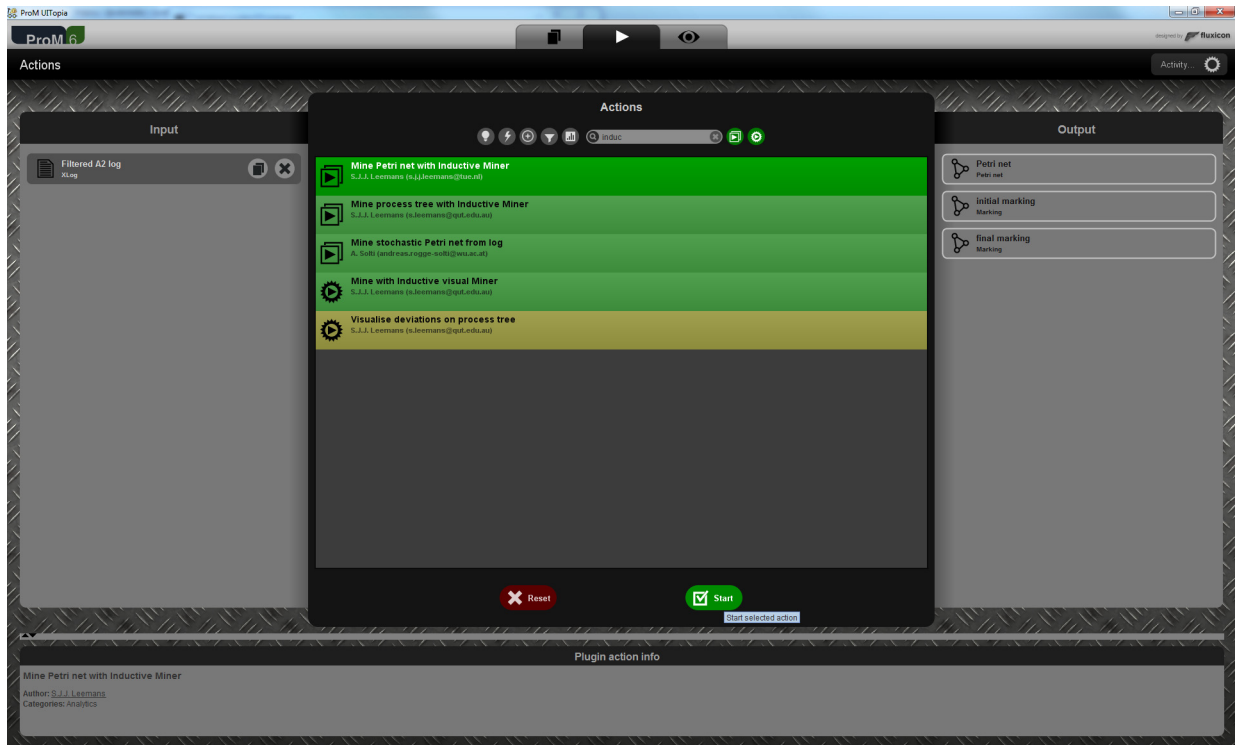 ProM UITopia
ProM 6
designed by fluxicon
Actions
Activity...
Input
Filtered A2 log
XLog
Actions
induc
Mine Petri net with Inductive Miner
S.J.J. Leemans (s.j.j.leemans@tue.nl)
Mine process tree with Inductive Miner
S.J.J. Leemans (s.leemans@qut.edu.au)
Mine stochastic Petri net from log
A. Solti (andreas.rogge-solti@wu.ac.at)
Mine with Inductive visual Miner
S.J.J. Leemans (s.leemans@qut.edu.au)
Visualise deviations on process tree
S.J.J. Leemans (s.leemans@qut.edu.au)
Reset
Start
Start selected action
Output
Petri net
Petri net
initial marking
Marking
final marking
Marking
Plugin action info
Mine Petri net with Inductive Miner
Author: S.J.J. Leemans
Categories: Analytics